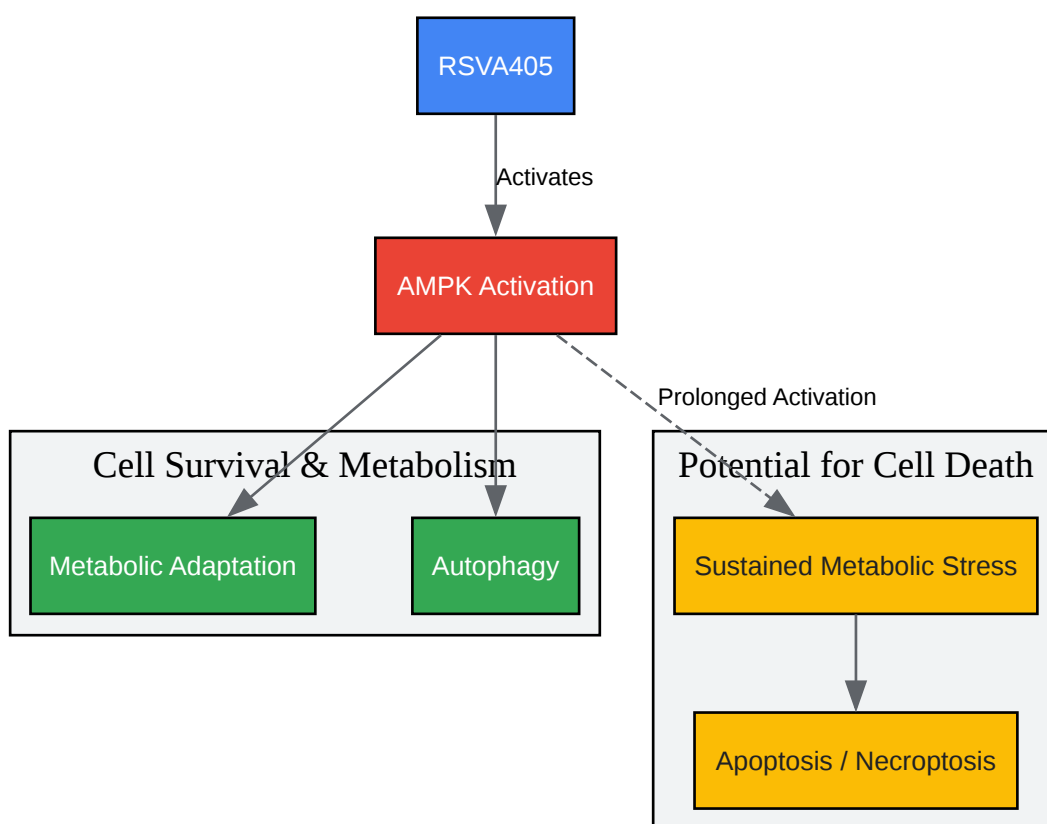 RSVA405
Activates
AMPK Activation
Prolonged Activation
Cell Survival & Metabolism
Potential for Cell Death
Metabolic Adaptation
Autophagy
Sustained Metabolic Stress
Apoptosis / Necroptosis